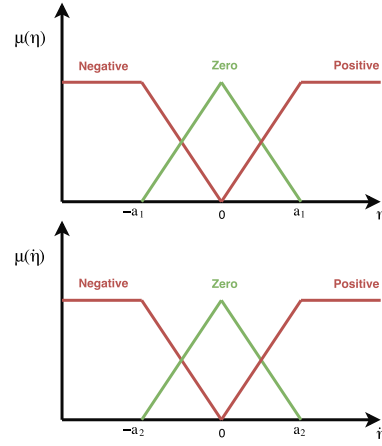 μ(η)
Negative Zero Positive
−a₁ 0 a₁ η
μ(η̇)
Negative Zero Positive
−a₂ 0 a₂ η̇